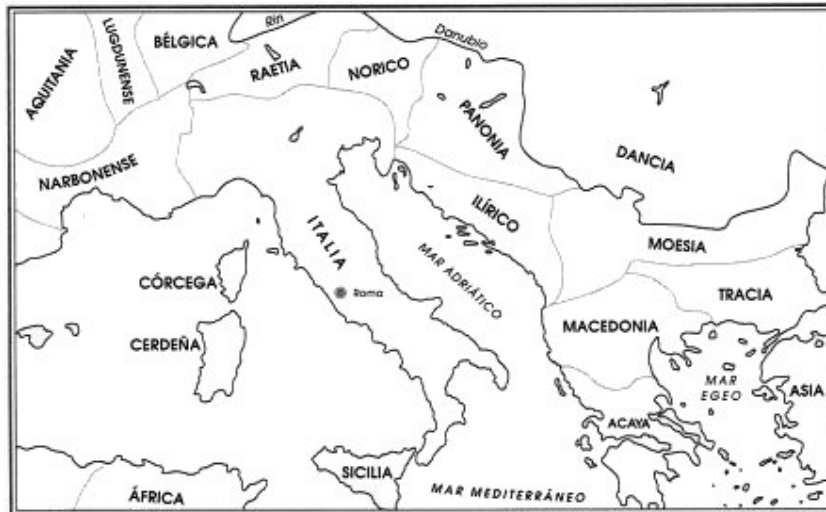 Rin
Danubio
BÉLGICA
LUGDUNENSE
AQUITANIA
RAETIA
NORICO
PANONIA
DANCIA
NARBONENSE
ITALIA
ILÍRICO
MOESIA
MAR ADRIÁTICO
CÓRCEGA
Roma
TRACIA
CERDEÑA
MACEDONIA
MAR
EGEO
ASIA
ACAYA
SICILIA
ÁFRICA
MAR MEDITERRÁNEO